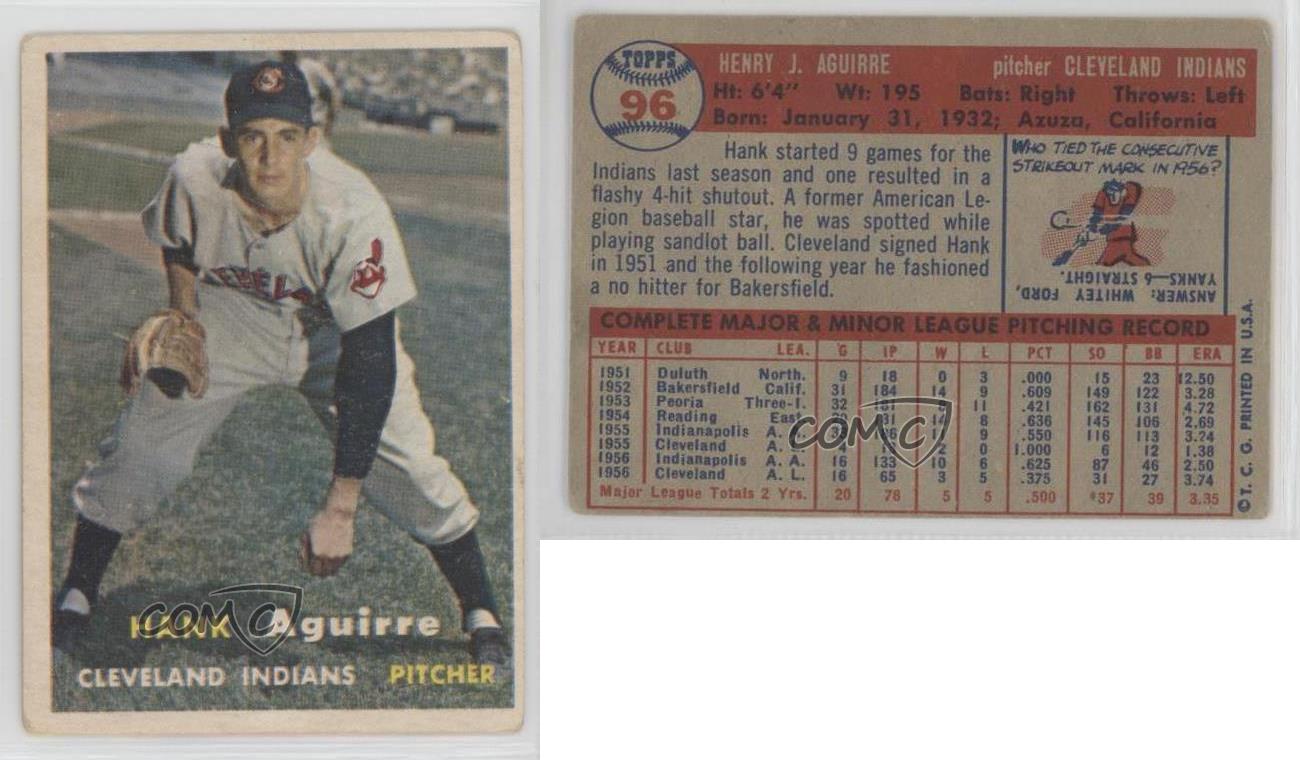 CLEVELAND
HANK Aguirre
COMC
CLEVELAND INDIANS PITCHER
TOPPS
96
HENRY J. AGUIRRE pitcher CLEVELAND INDIANS
Ht: 6'4" Wt: 195 Bats: Right Throws: Left
Born: January 31, 1932; Azuza, California
Hank started 9 games for the
Indians last season and one resulted in a
flashy 4-hit shutout. A former American Le-
gion baseball star, he was spotted while
playing sandlot ball. Cleveland signed Hank
in 1951 and the following year he fashioned
a no hitter for Bakersfield.
WHO TIED THE CONSECUTIVE
STRIKEOUT MARK IN 1956?
ANSWER: WHITEY FORD,
YANKS—6 STRAIGHT.
COMPLETE MAJOR & MINOR LEAGUE PITCHING RECORD
YEAR CLUB LEA. G IP W L PCT SO BB ERA
1951 Duluth North. 9 18 0 3 .000 15 23 12.50
1952 Bakersfield Calif. 31 184 14 9 .609 149 122 3.28
1953 Peoria Three-I. 32 181 8 11 .421 162 131 4.72
1954 Reading East. 14 8 .636 145 106 2.69
1955 Indianapolis A. A. 11 9 .550 116 113 3.24
1955 Cleveland A. L. 4 2 0 1.000 6 12 1.38
1956 Indianapolis A. A. 16 133 10 6 .625 87 46 2.50
1956 Cleveland A. L. 16 65 3 5 .375 31 27 3.74
Major League Totals 2 Yrs. 20 78 5 5 .500 37 39 3.35
COMC
© T. C. G. PRINTED IN U.S.A.